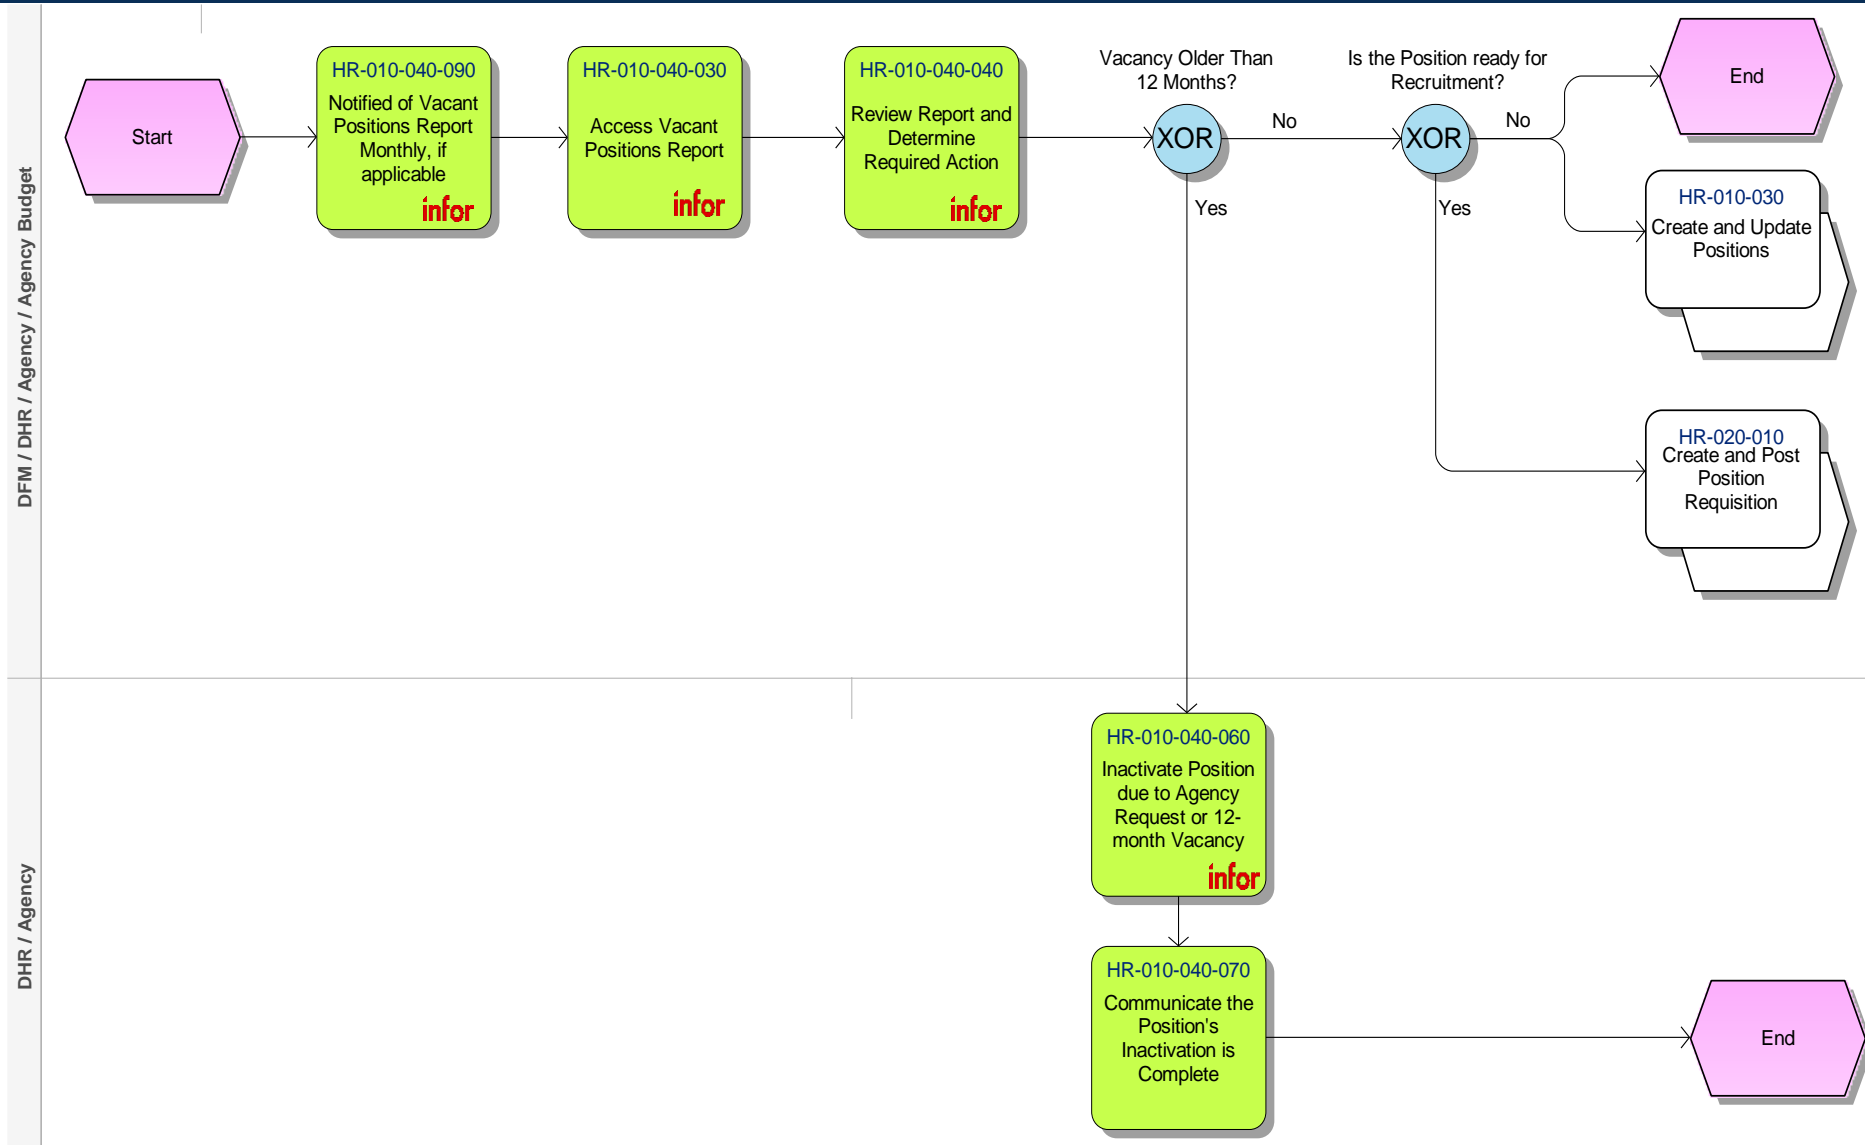 DFM / DHR / Agency / Agency Budget
Start
HR-010-040-090
Notified of Vacant
Positions Report
Monthly, if
applicable
infor
HR-010-040-030
Access Vacant
Positions Report
infor
HR-010-040-040
Review Report and
Determine
Required Action
infor
Vacancy Older Than
12 Months?
XOR
No
Yes
Is the Position ready for
Recruitment?
XOR
No
Yes
End
HR-010-030
Create and Update
Positions
HR-020-010
Create and Post
Position
Requisition
DHR / Agency
HR-010-040-060
Inactivate Position
due to Agency
Request or 12-
month Vacancy
infor
HR-010-040-070
Communicate the
Position's
Inactivation is
Complete
End